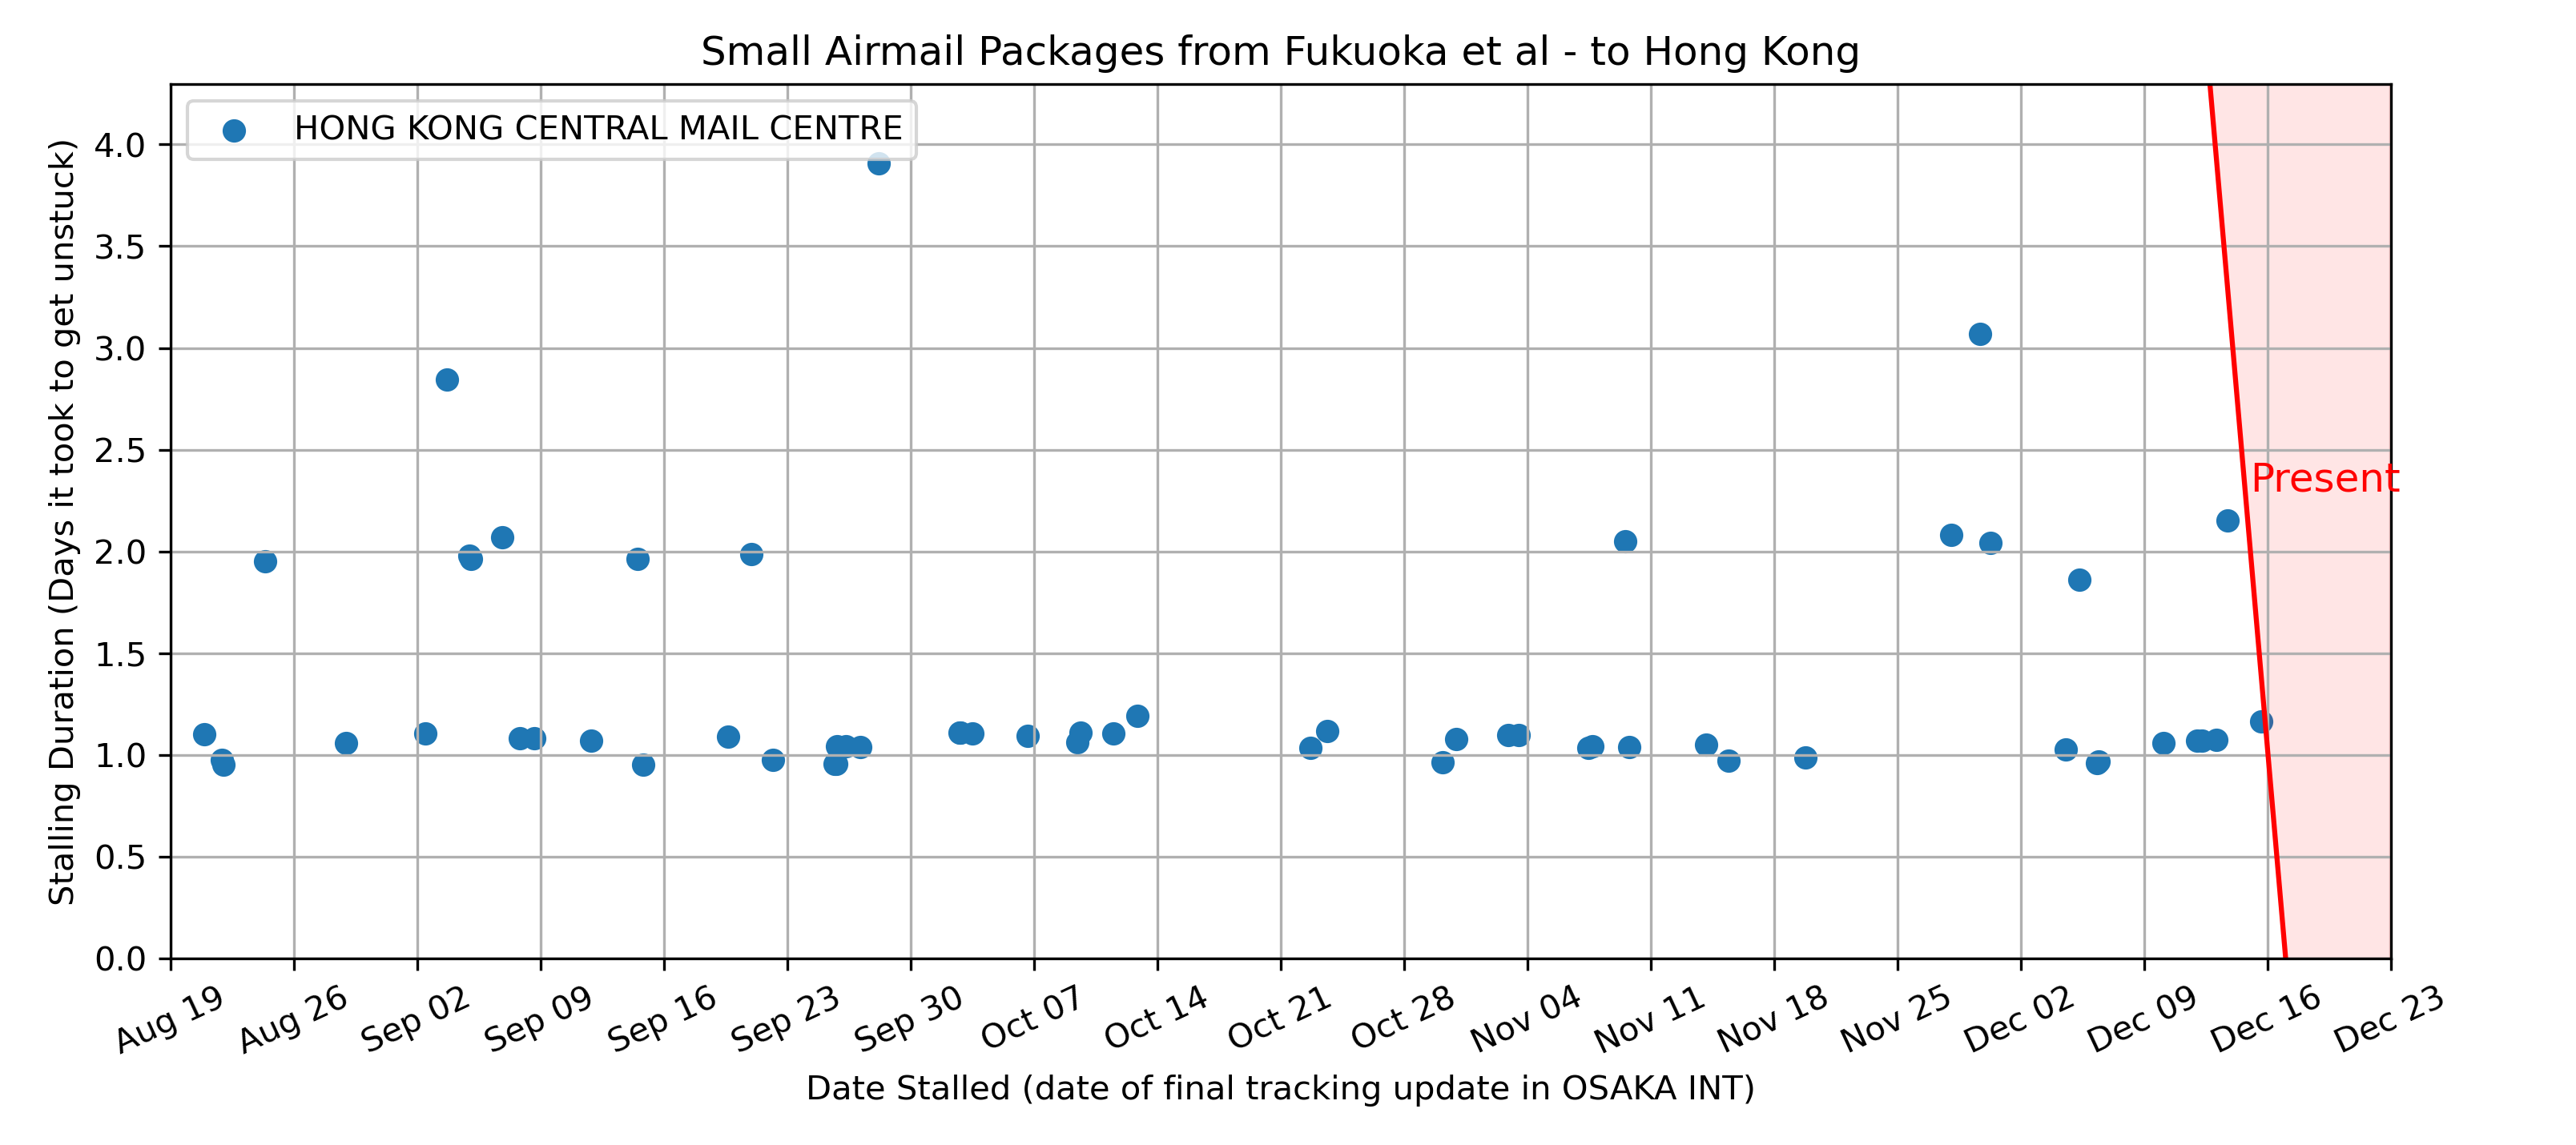 Small Airmail Packages from Fukuoka et al - to Hong Kong
HONG KONG CENTRAL MAIL CENTRE
Stalling Duration (Days it took to get unstuck)
4.0
3.5
3.0
2.5
2.0
1.5
1.0
0.5
0.0
Present
Aug 19
Aug 26
Sep 02
Sep 09
Sep 16
Sep 23
Sep 30
Oct 07
Oct 14
Oct 21
Oct 28
Nov 04
Nov 11
Nov 18
Nov 25
Dec 02
Dec 09
Dec 16
Dec 23
Date Stalled (date of final tracking update in OSAKA INT)